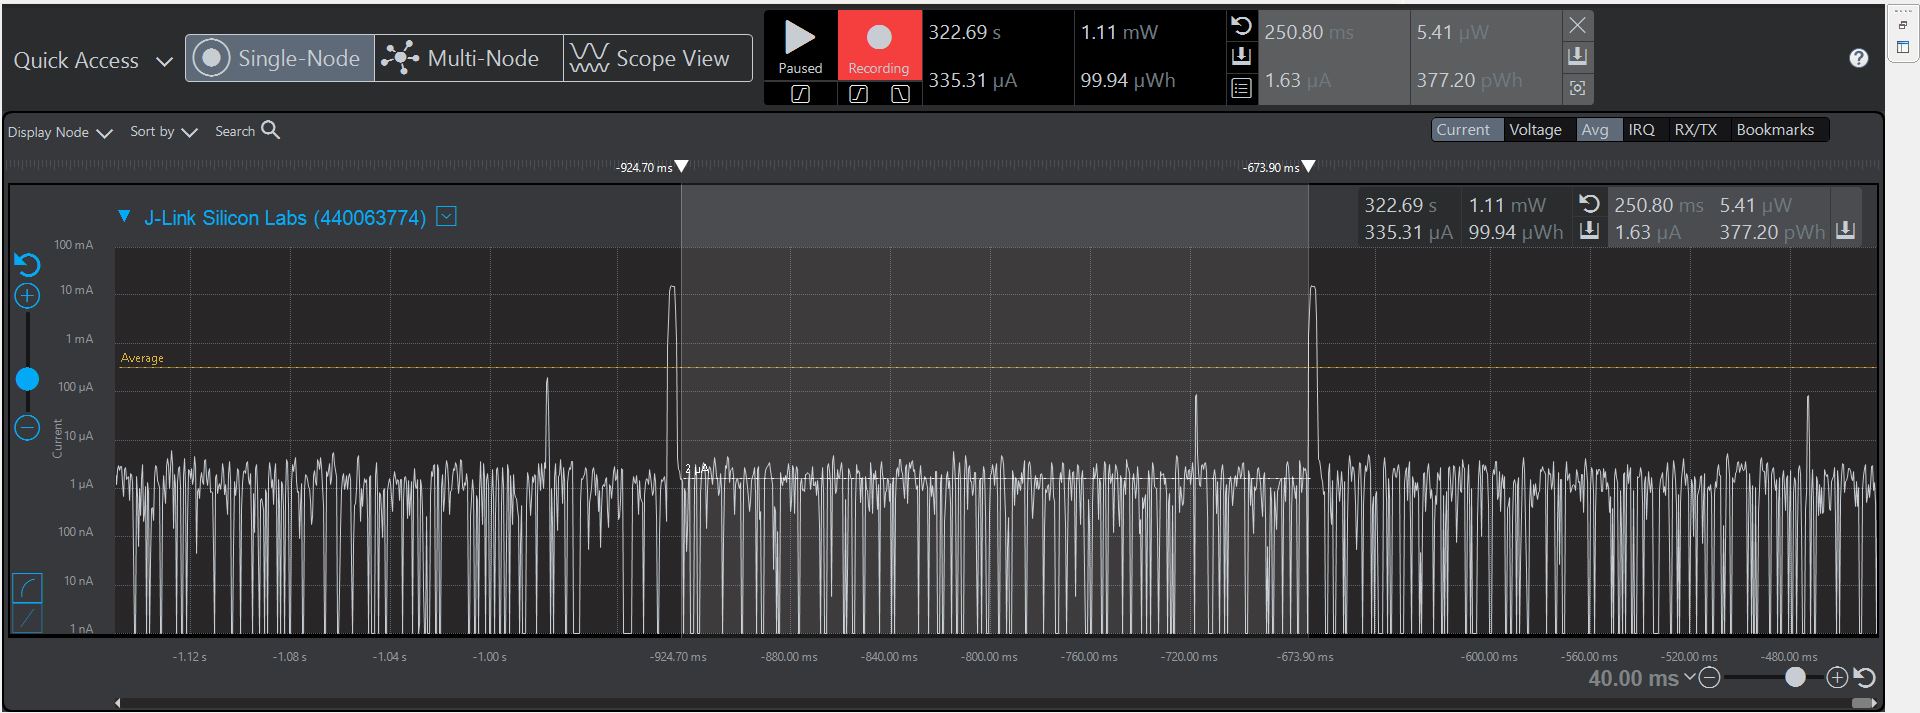 Quick Access
Single-Node
Multi-Node
Scope View
Paused
Recording
322.69 s
1.11 mW
335.31 µA
99.94 µWh
250.80 ms
5.41 µW
1.63 µA
377.20 pWh
Display Node
Sort by
Search
Current
Voltage
Avg
IRQ
RX/TX
Bookmarks
-924.70 ms
-673.90 ms
J-Link Silicon Labs (440063774)
322.69 s
1.11 mW
335.31 µA
99.94 µWh
250.80 ms
5.41 µW
1.63 µA
377.20 pWh
100 mA
10 mA
1 mA
100 µA
10 µA
1 µA
100 nA
10 nA
1 nA
Current
Average
2 µA
-1.12 s
-1.08 s
-1.04 s
-1.00 s
-924.70 ms
-880.00 ms
-840.00 ms
-800.00 ms
-760.00 ms
-720.00 ms
-673.90 ms
-600.00 ms
-560.00 ms
-520.00 ms
-480.00 ms
40.00 ms